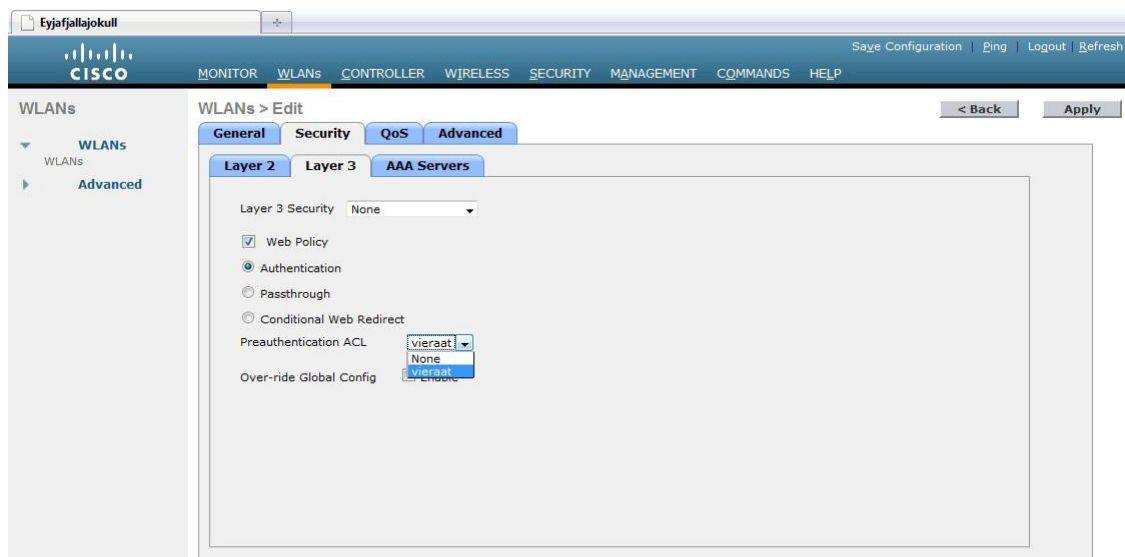 Eyjafjallajokull
Save Configuration | Ping | Logout | Refresh
CISCO
MONITOR WLANs CONTROLLER WIRELESS SECURITY MANAGEMENT COMMANDS HELP
WLANs
WLANs
WLANs
Advanced
WLANs > Edit
< Back
Apply
General Security QoS Advanced
Layer 2 Layer 3 AAA Servers
Layer 3 Security None
Web Policy
Authentication
Passthrough
Conditional Web Redirect
Preauthentication ACL vieraat
None
vieraat
Over-ride Global Config Enable